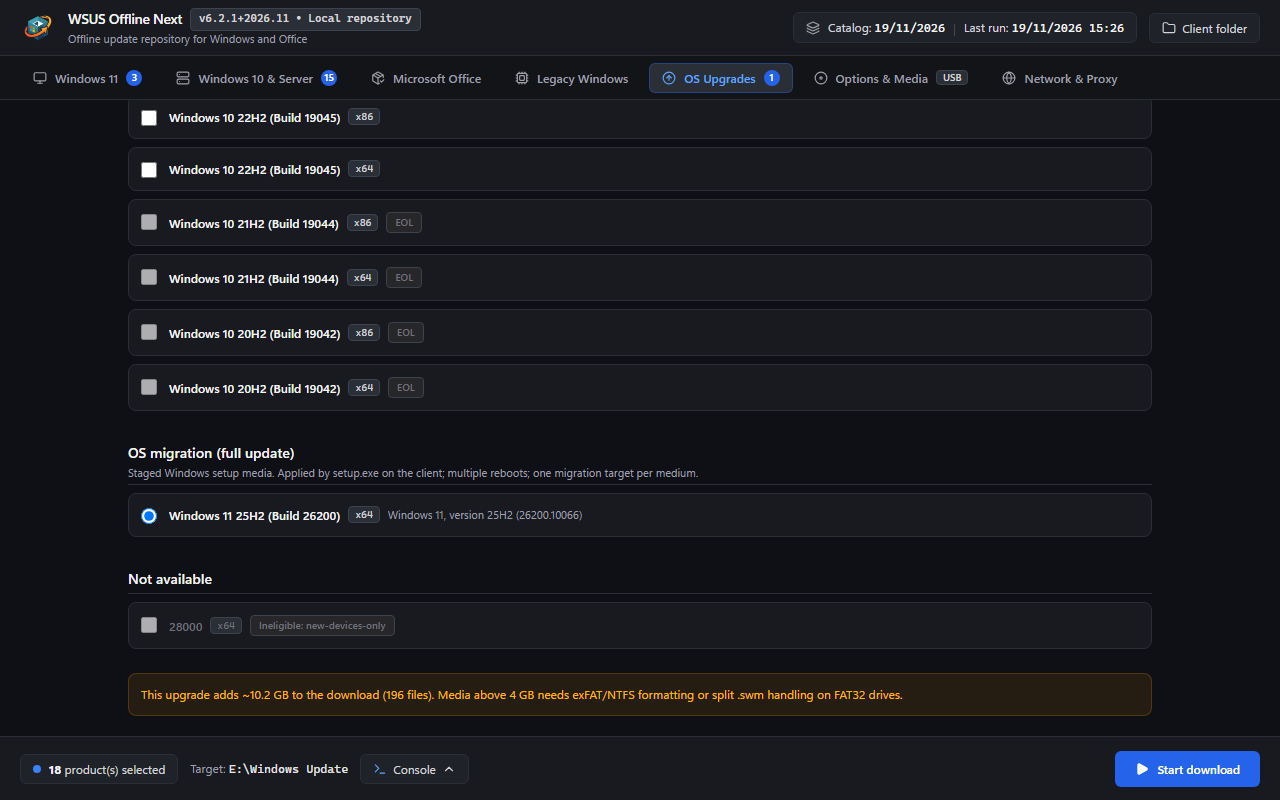 WSUS Offline Next v6.2.1+2026.11 • Local repository
Offline update repository for Windows and Office
Catalog: 19/11/2026 | Last run: 19/11/2026 15:26
Client folder
Windows 11 3
Windows 10 & Server 15
Microsoft Office
Legacy Windows
OS Upgrades 1
Options & Media USB
Network & Proxy
Windows 10 22H2 (Build 19045) x86
Windows 10 22H2 (Build 19045) x64
Windows 10 21H2 (Build 19044) x86 EOL
Windows 10 21H2 (Build 19044) x64 EOL
Windows 10 20H2 (Build 19042) x86 EOL
Windows 10 20H2 (Build 19042) x64 EOL
OS migration (full update)
Staged Windows setup media. Applied by setup.exe on the client; multiple reboots; one migration target per medium.
Windows 11 25H2 (Build 26200) x64 Windows 11, version 25H2 (26200.10066)
Not available
28000 x64 Ineligible: new-devices-only
This upgrade adds ~10.2 GB to the download (196 files). Media above 4 GB needs exFAT/NTFS formatting or split .swm handling on FAT32 drives.
18 product(s) selected
Target: E:\Windows Update
Console
Start download